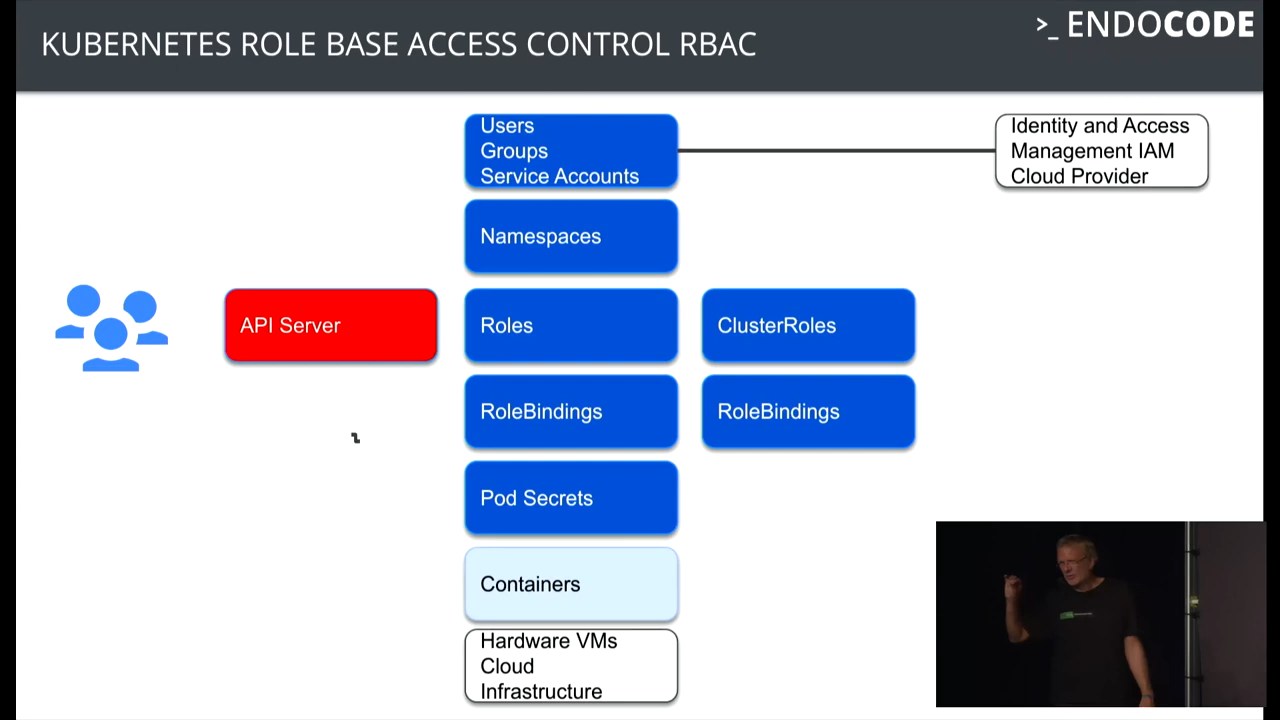 KUBERNETES ROLE BASE ACCESS CONTROL RBAC
>_ ENDOCODE
Users
Groups
Service Accounts
Identity and Access
Management IAM
Cloud Provider
Namespaces
API Server
Roles
ClusterRoles
RoleBindings
RoleBindings
Pod Secrets
Containers
Hardware VMs
Cloud
Infrastructure